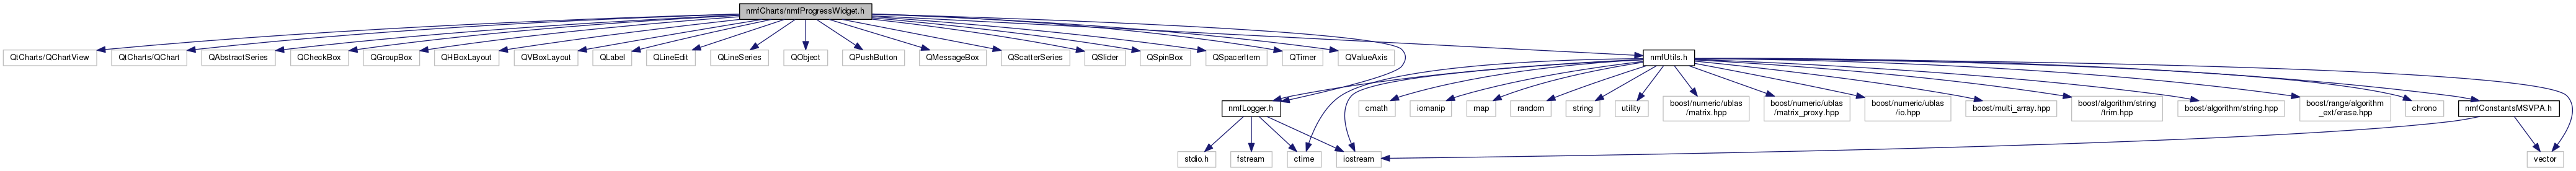 nmfCharts/nmfProgressWidget.h
QtCharts/QChartView
QtCharts/QChart
QAbstractSeries
QCheckBox
QGroupBox
QHBoxLayout
QVBoxLayout
QLabel
QLineEdit
QLineSeries
QObject
QPushButton
QMessageBox
QScatterSeries
QSlider
QSpinBox
QSpacerItem
QTimer
QValueAxis
nmfUtils.h
nmfLogger.h
cmath
iomanip
map
random
string
utility
boost/numeric/ublas
/matrix.hpp
boost/numeric/ublas
/matrix_proxy.hpp
boost/numeric/ublas
/io.hpp
boost/multi_array.hpp
boost/algorithm/string
/trim.hpp
boost/algorithm/string.hpp
boost/range/algorithm
_ext/erase.hpp
chrono
nmfConstantsMSVPA.h
stdio.h
fstream
ctime
iostream
vector